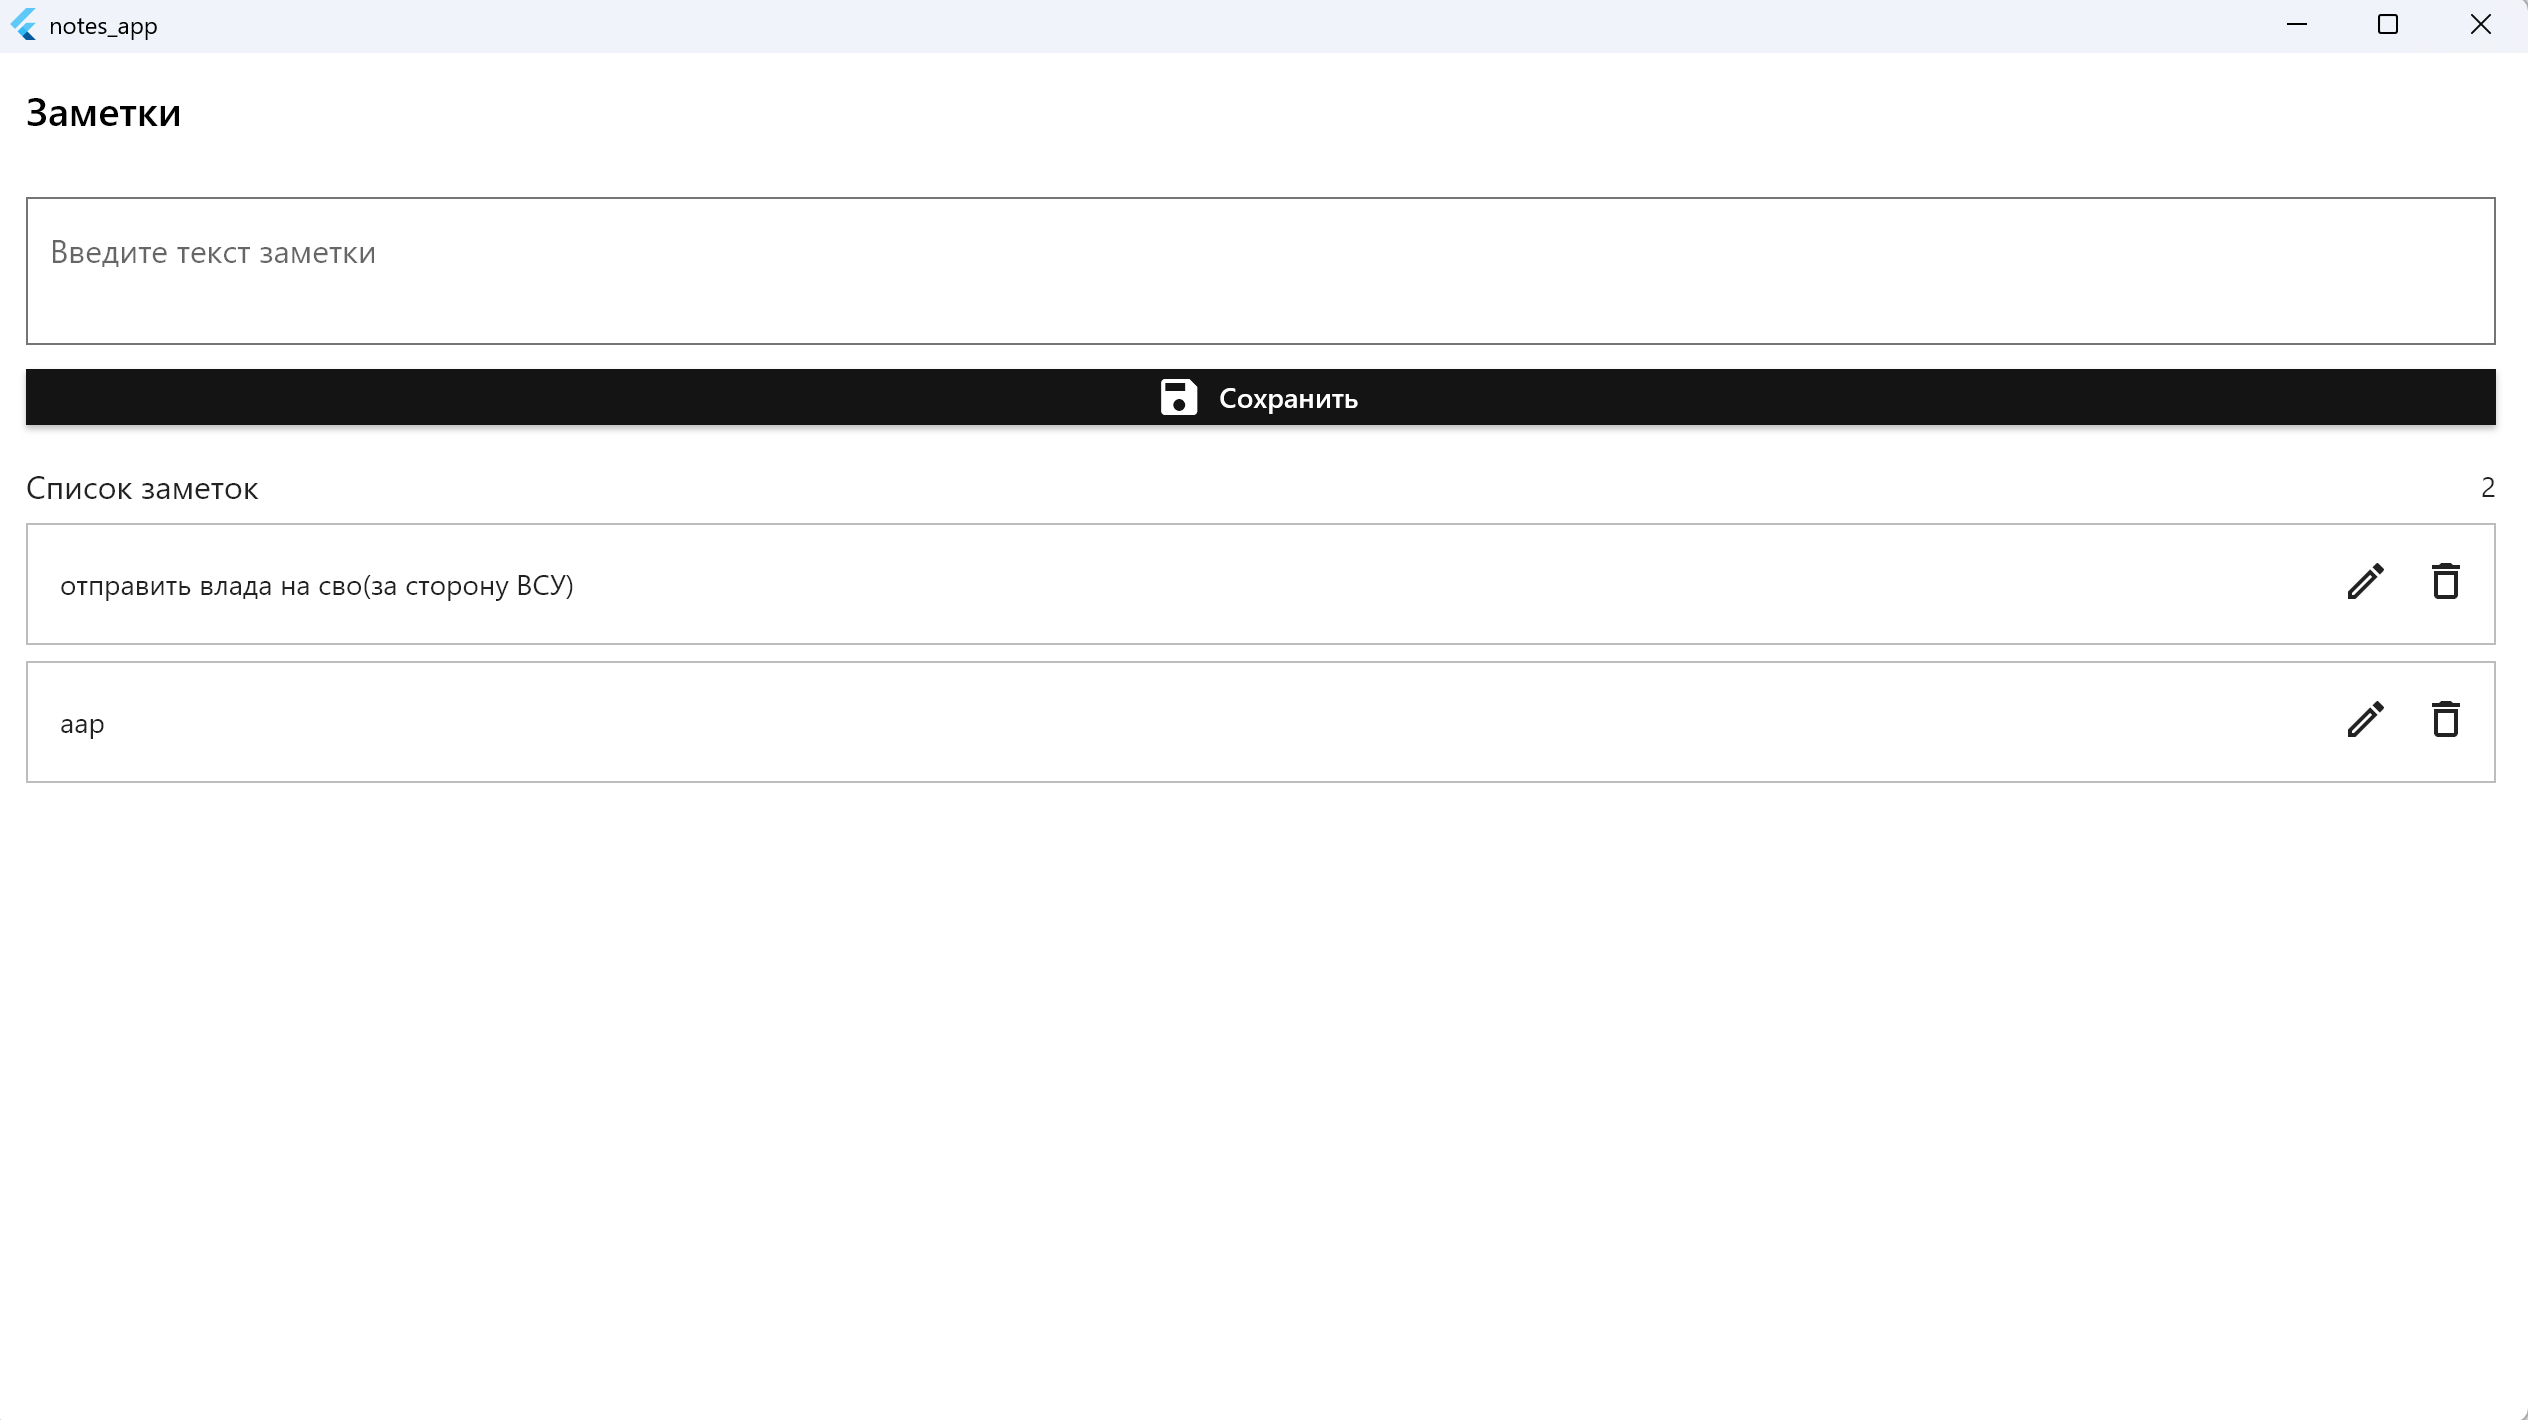 notes_app
Заметки
Введите текст заметки
Сохранить
Список заметок
2
отправить влада на сво(за сторону ВСУ)
аар